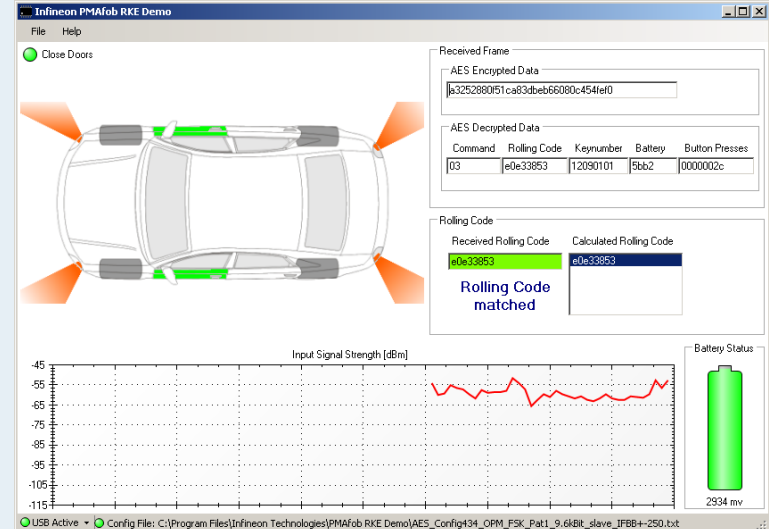 Infineon PMAfob RKE Demo
File Help
Close Doors
Received Frame
AES Encrypted Data
a3252880f51ca83dbeb66080c454fef0
AES Decrypted Data
Command Rolling Code Keynumber Battery Button Presses
03 e0e33853 12090101 5bb2 0000002c
Rolling Code
Received Rolling Code Calculated Rolling Code
e0e33853 e0e33853
Rolling Code
matched
Input Signal Strength [dBm]
Battery Status
-45
-55
-65
-75
-85
-95
-105
-115
2934 mv
USB Active Config File: C:\Program Files\Infineon Technologies\PMAfob RKE Demo\AES_Config434_OPM_FSK_Pat1_9.6kBit_slave_IFBB+-250.txt